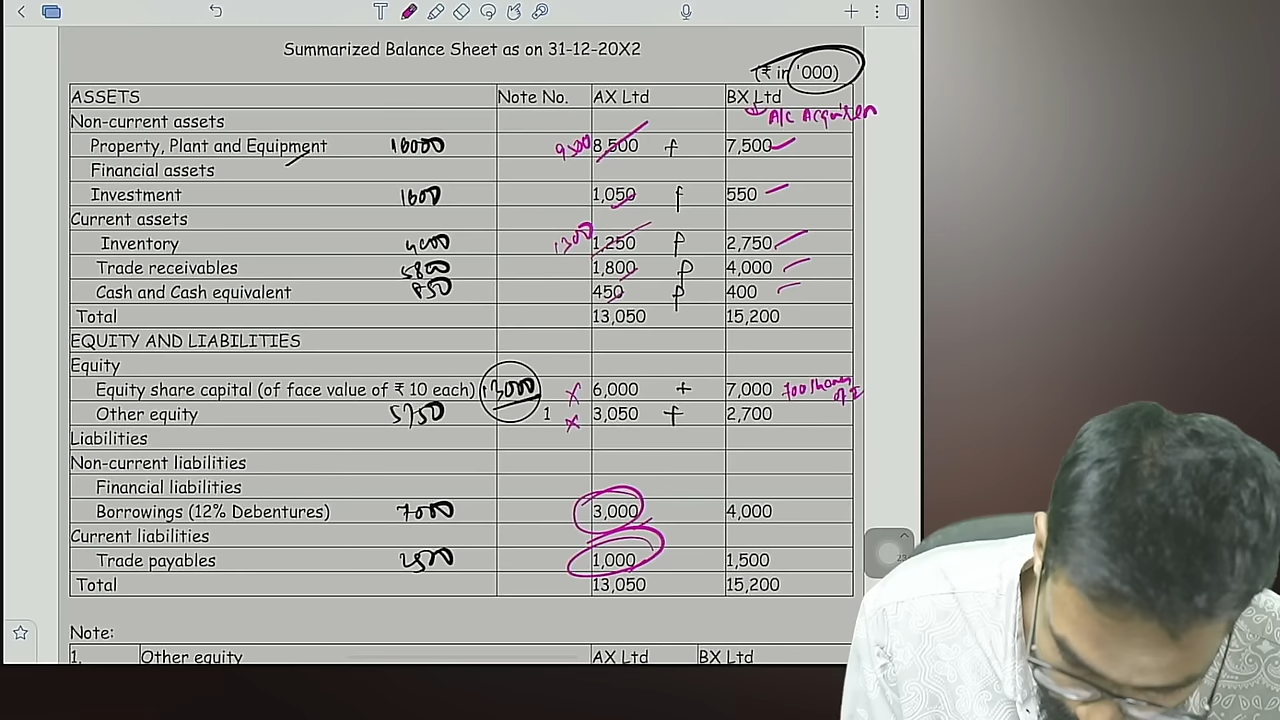 Summarized Balance Sheet as on 31-12-20X2
(₹ in '000)
ASSETS Note No. AX Ltd BX Ltd
A/c Acquirer
Non-current assets
Property, Plant and Equipment 16000 9500 8,500 + 7,500
Financial assets
Investment 1600 1,050 + 550
Current assets
Inventory 4000 1300 1,250 + 2,750
Trade receivables 5800 1,800 + 4,000
Cash and Cash equivalent 850 450 + 400
Total 13,050 15,200
EQUITY AND LIABILITIES
Equity
Equity share capital (of face value of ₹ 10 each) 13000 x 6,000 + 7,000 700 shares of
Other equity 5750 1 x 3,050 + 2,700
Liabilities
Non-current liabilities
Financial liabilities
Borrowings (12% Debentures) 7000 3,000 4,000
Current liabilities
Trade payables 2500 1,000 1,500
Total 13,050 15,200
Note:
1. Other equity AX Ltd BX Ltd